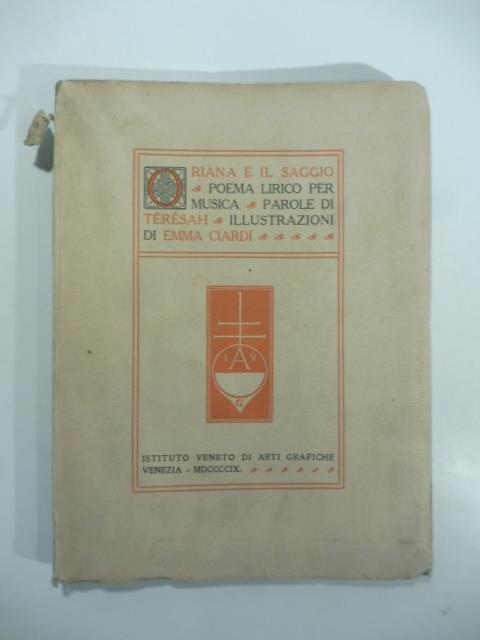 ORIANA E IL SAGGIO
POEMA LIRICO PER
MUSICA PAROLE DI
TÉRÉSAH ILLUSTRAZIONI
DI EMMA CIARDI
I A V
G
ISTITUTO VENETO DI ARTI GRAFICHE
VENEZIA - MDCCCCIX.